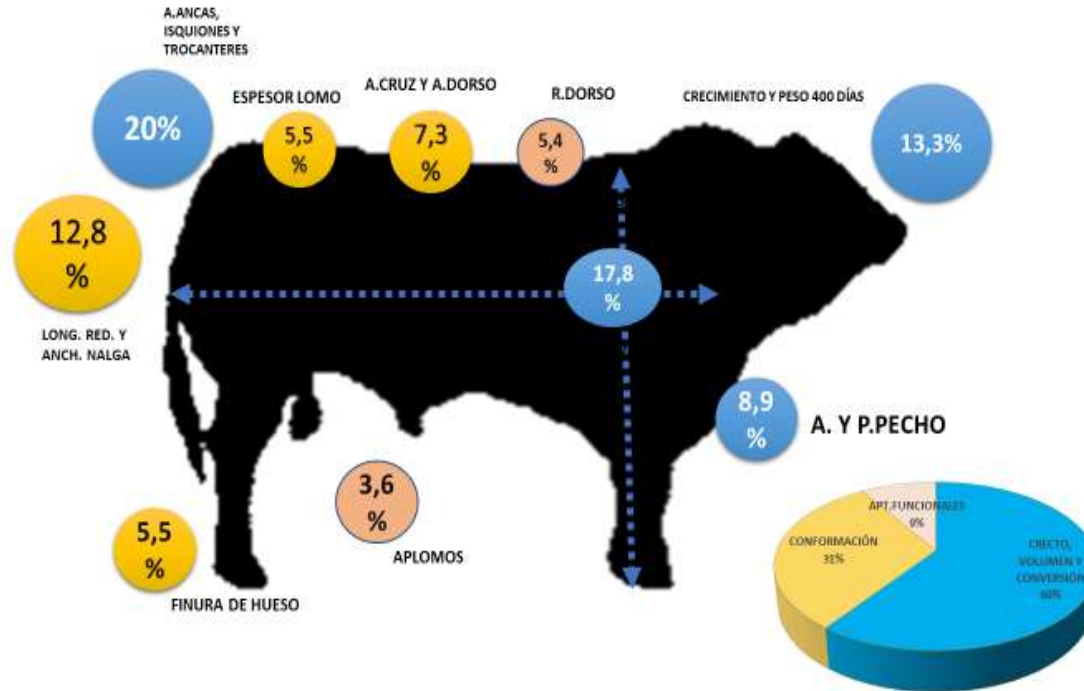 A.ANCAS,
ISQUIONES Y
TROCANTERES
20%
ESPESOR LOMO
5,5
%
A.CRUZ Y A.DORSO
7,3
%
R.DORSO
5,4
%
CRECIMIENTO Y PESO 400 DÍAS
13,3%
12,8
%
LONG. RED. Y
ANCH. NALGA
17,8
%
8,9
%
A. Y P.PECHO
3,6
%
APLOMOS
5,5
%
FINURA DE HUESO
APT.FUNCIONALES
9%
CONFORMACIÓN
31%
CRECTO,
VOLUMEN Y
CONVERSIÓN
60%